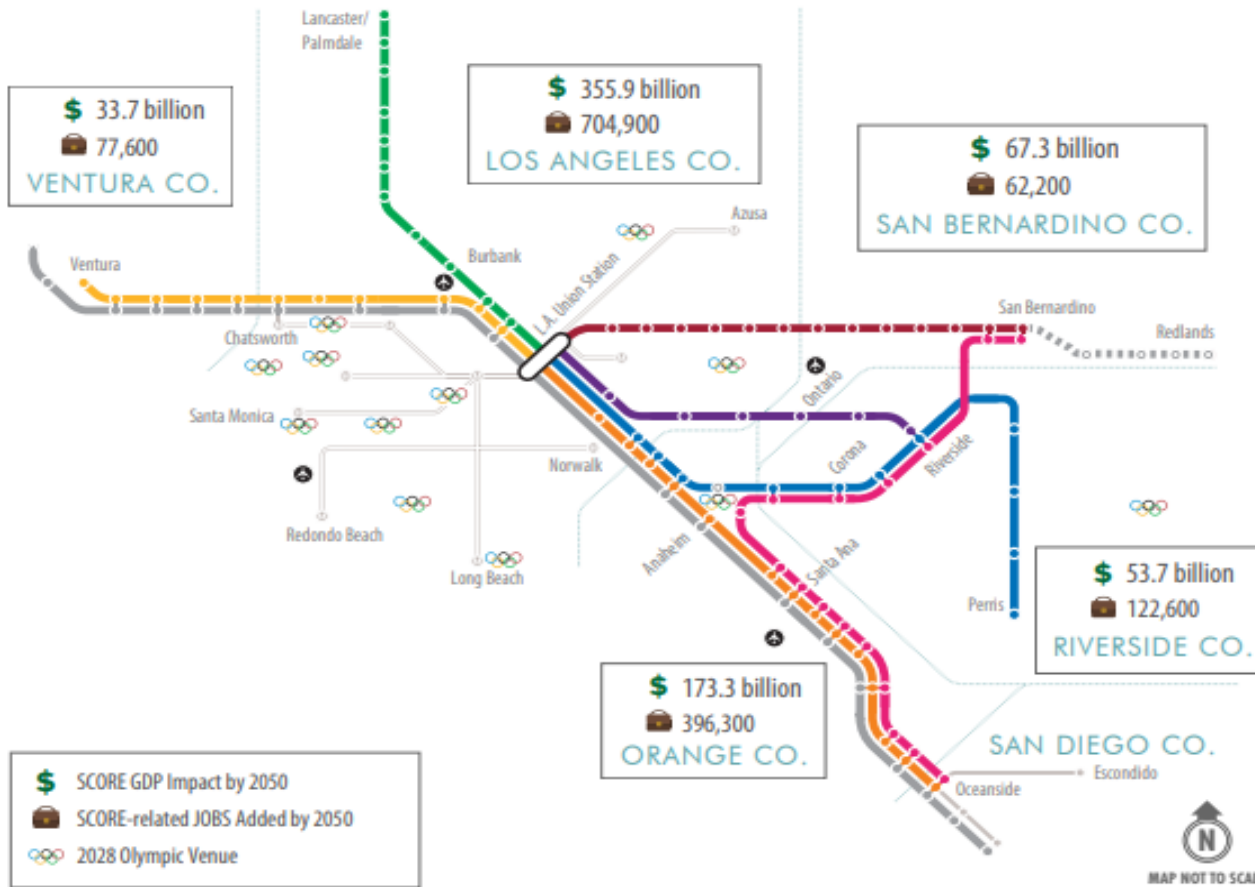 Lancaster/
Palmdale
$ 33.7 billion
77,600
VENTURA CO.
$ 355.9 billion
704,900
LOS ANGELES CO.
$ 67.3 billion
62,200
SAN BERNARDINO CO.
Azusa
Burbank
L.A. Union Station
Ventura
San Bernardino
Redlands
Chatsworth
Ontario
Santa Monica
Norwalk
Corona
Riverside
Redondo Beach
Anaheim
Long Beach
Santa Ana
Perris
$ 53.7 billion
122,600
RIVERSIDE CO.
$ 173.3 billion
396,300
ORANGE CO.
SAN DIEGO CO.
Escondido
Oceanside
$ SCORE GDP Impact by 2050
SCORE-related JOBS Added by 2050
2028 Olympic Venue
N
MAP NOT TO SCA